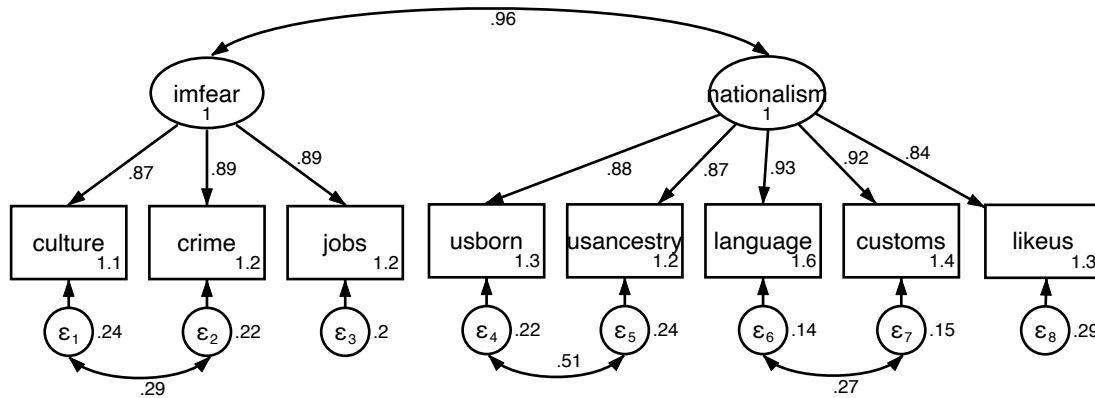 .96
imfear
1
nationalism
1
.87
.89
.89
.88
.87
.93
.92
.84
culture
1.1
crime
1.2
jobs
1.2
usborn
1.3
usancestry
1.2
language
1.6
customs
1.4
likeus
1.3
ε1 .24
ε2 .22
ε3 .2
ε4 .22
ε5 .24
ε6 .14
ε7 .15
ε8 .29
.29
.51
.27